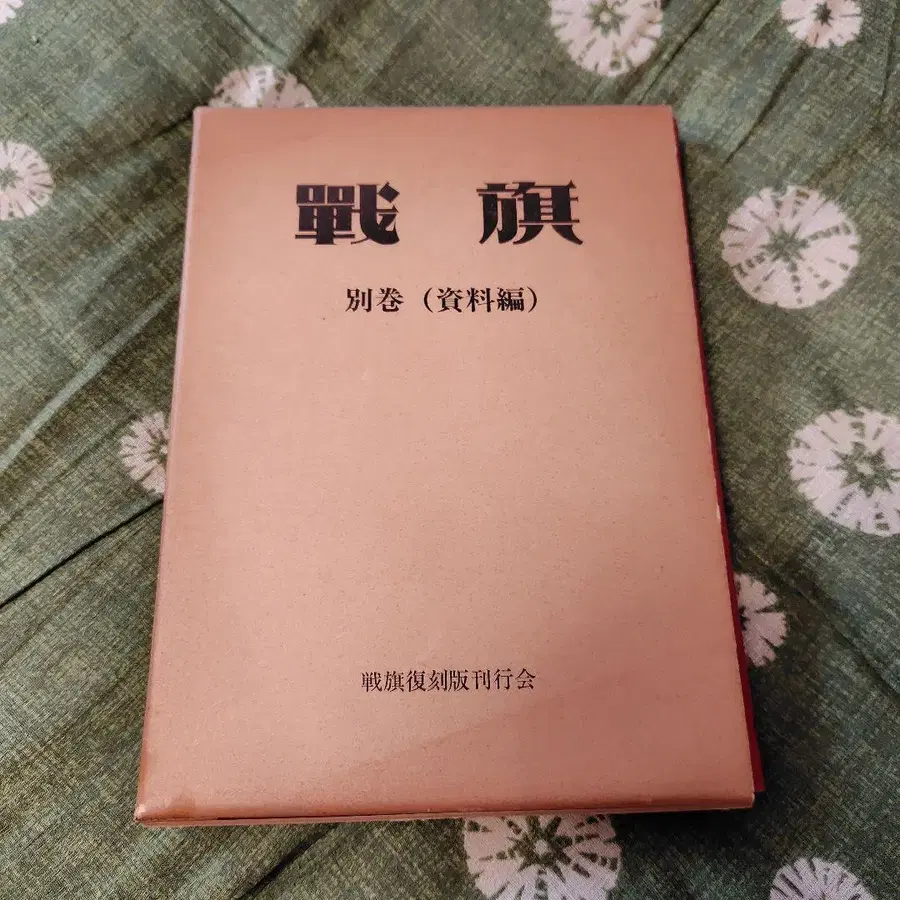 戰旗
別巻（資料編）
戦旗復刻版刊行会